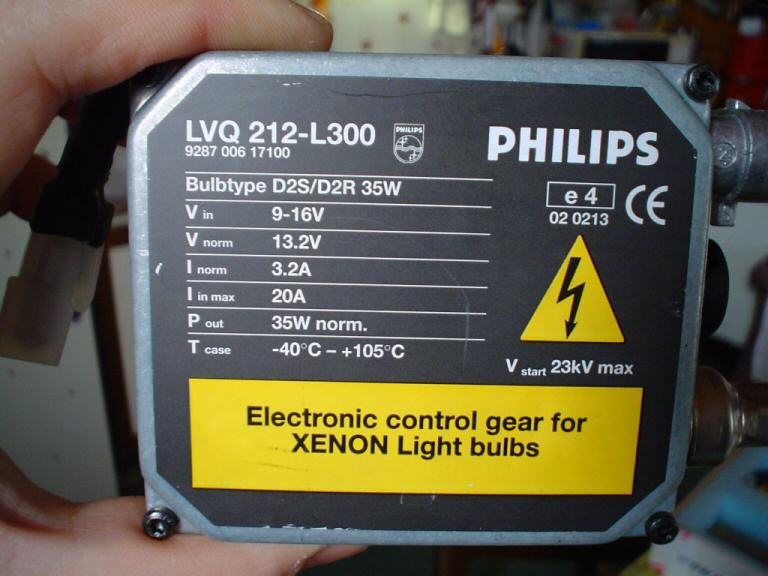 LVQ 212-L300
9287 006 17100
PHILIPS
PHILIPS
Bulbtype D2S/D2R 35W
V in 9-16V
V norm 13.2V
I norm 3.2A
I in max 20A
P out 35W norm.
T case -40°C – +105°C
e 4
02 0213
CE
V start 23kV max
Electronic control gear for
XENON Light bulbs